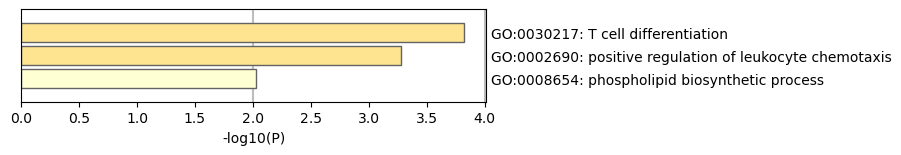 GO:0030217: T cell differentiation
GO:0002690: positive regulation of leukocyte chemotaxis
GO:0008654: phospholipid biosynthetic process
0.0 0.5 1.0 1.5 2.0 2.5 3.0 3.5 4.0
-log10(P)